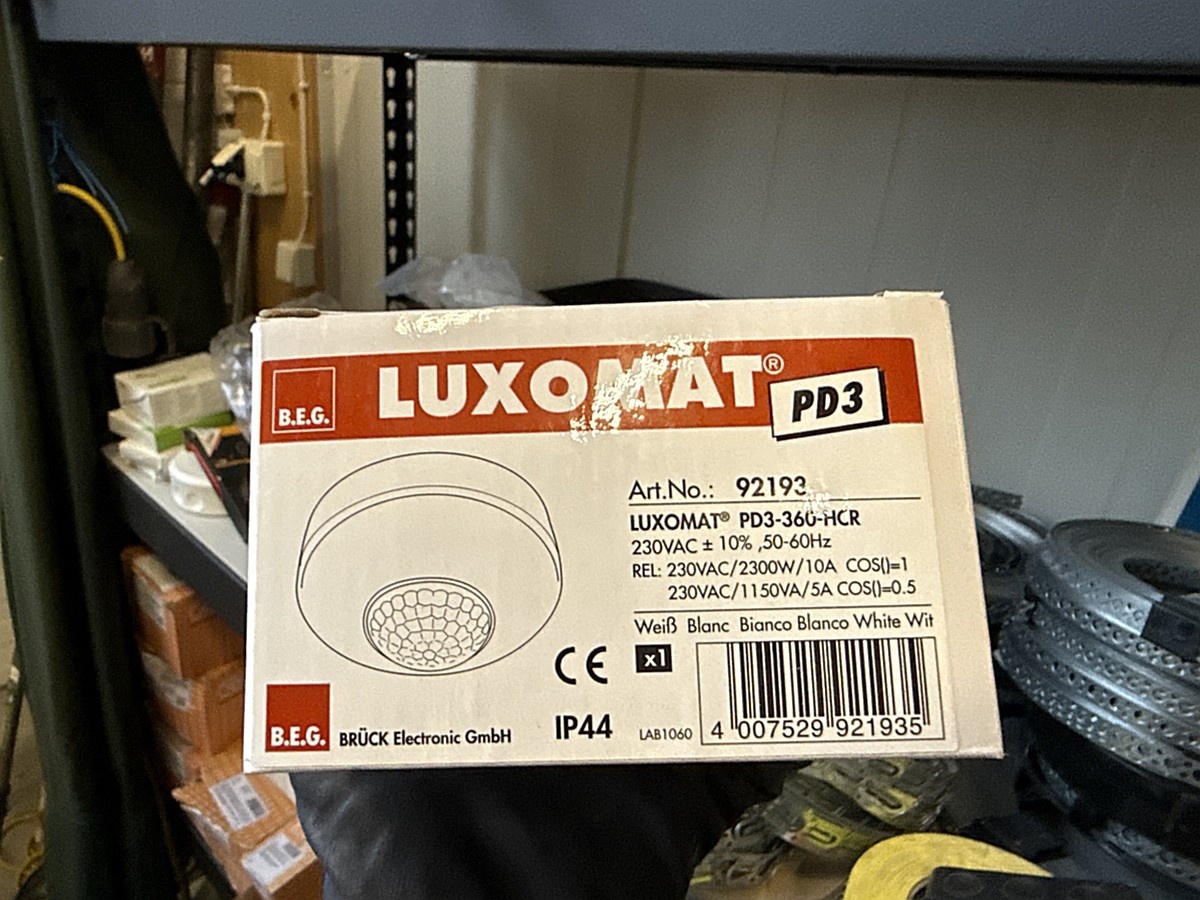 B.E.G.
LUXOMAT®
PD3
Art.No.: 92193
LUXOMAT® PD3-360-HCR
230VAC ± 10% ,50-60Hz
REL: 230VAC/2300W/10A COS()=1
230VAC/1150VA/5A COS()=0.5
Weiß Blanc Bianco Blanco White Wit
CE
x1
B.E.G.
BRÜCK Electronic GmbH
IP44
LAB1060
4 007529 921935